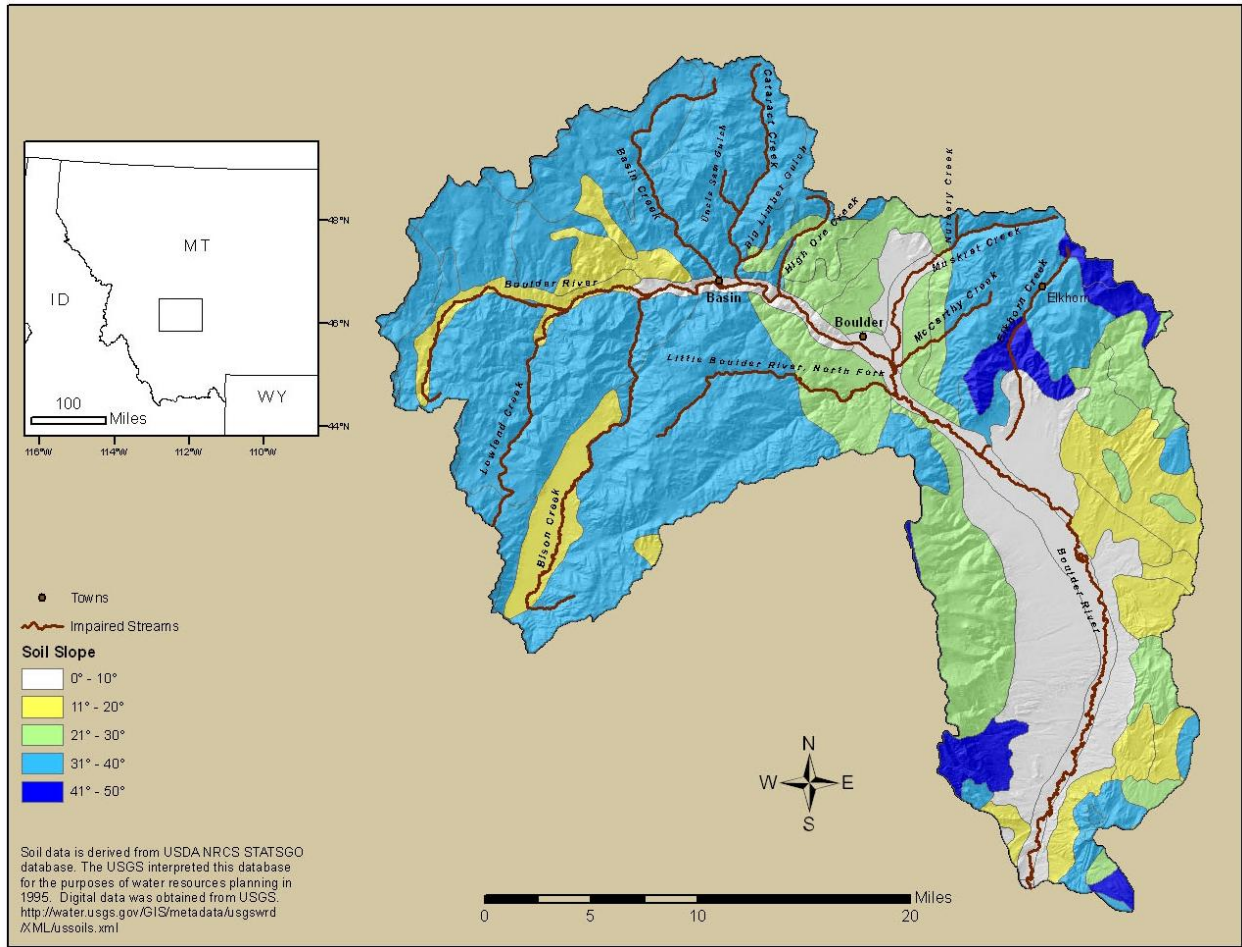 Cataract Creek
Basin Creek
Uncle Sam Gulch
Big Limber Gulch
High Ore Creek
Nursery Creek
Muskrat Creek
McCarthy Creek
Elkhorn Creek
Elkhorn
Boulder River
Basin
Boulder
Little Boulder River, North Fork
Lowland Creek
Bison Creek
Boulder River
MT
ID
WY
48°N
46°N
44°N
116°W
114°W
112°W
110°W
100
Miles
Towns
Impaired Streams
Soil Slope
0° - 10°
11° - 20°
21° - 30°
31° - 40°
41° - 50°
N
W
E
S
Soil data is derived from USDA NRCS STATSGO
database. The USGS interpreted this database
for the purposes of water resources planning in
1995. Digital data was obtained from USGS.
http://water.usgs.gov/GIS/metadata/usgswrd
/XML/ussoils.xml
Miles
0 5 10 20